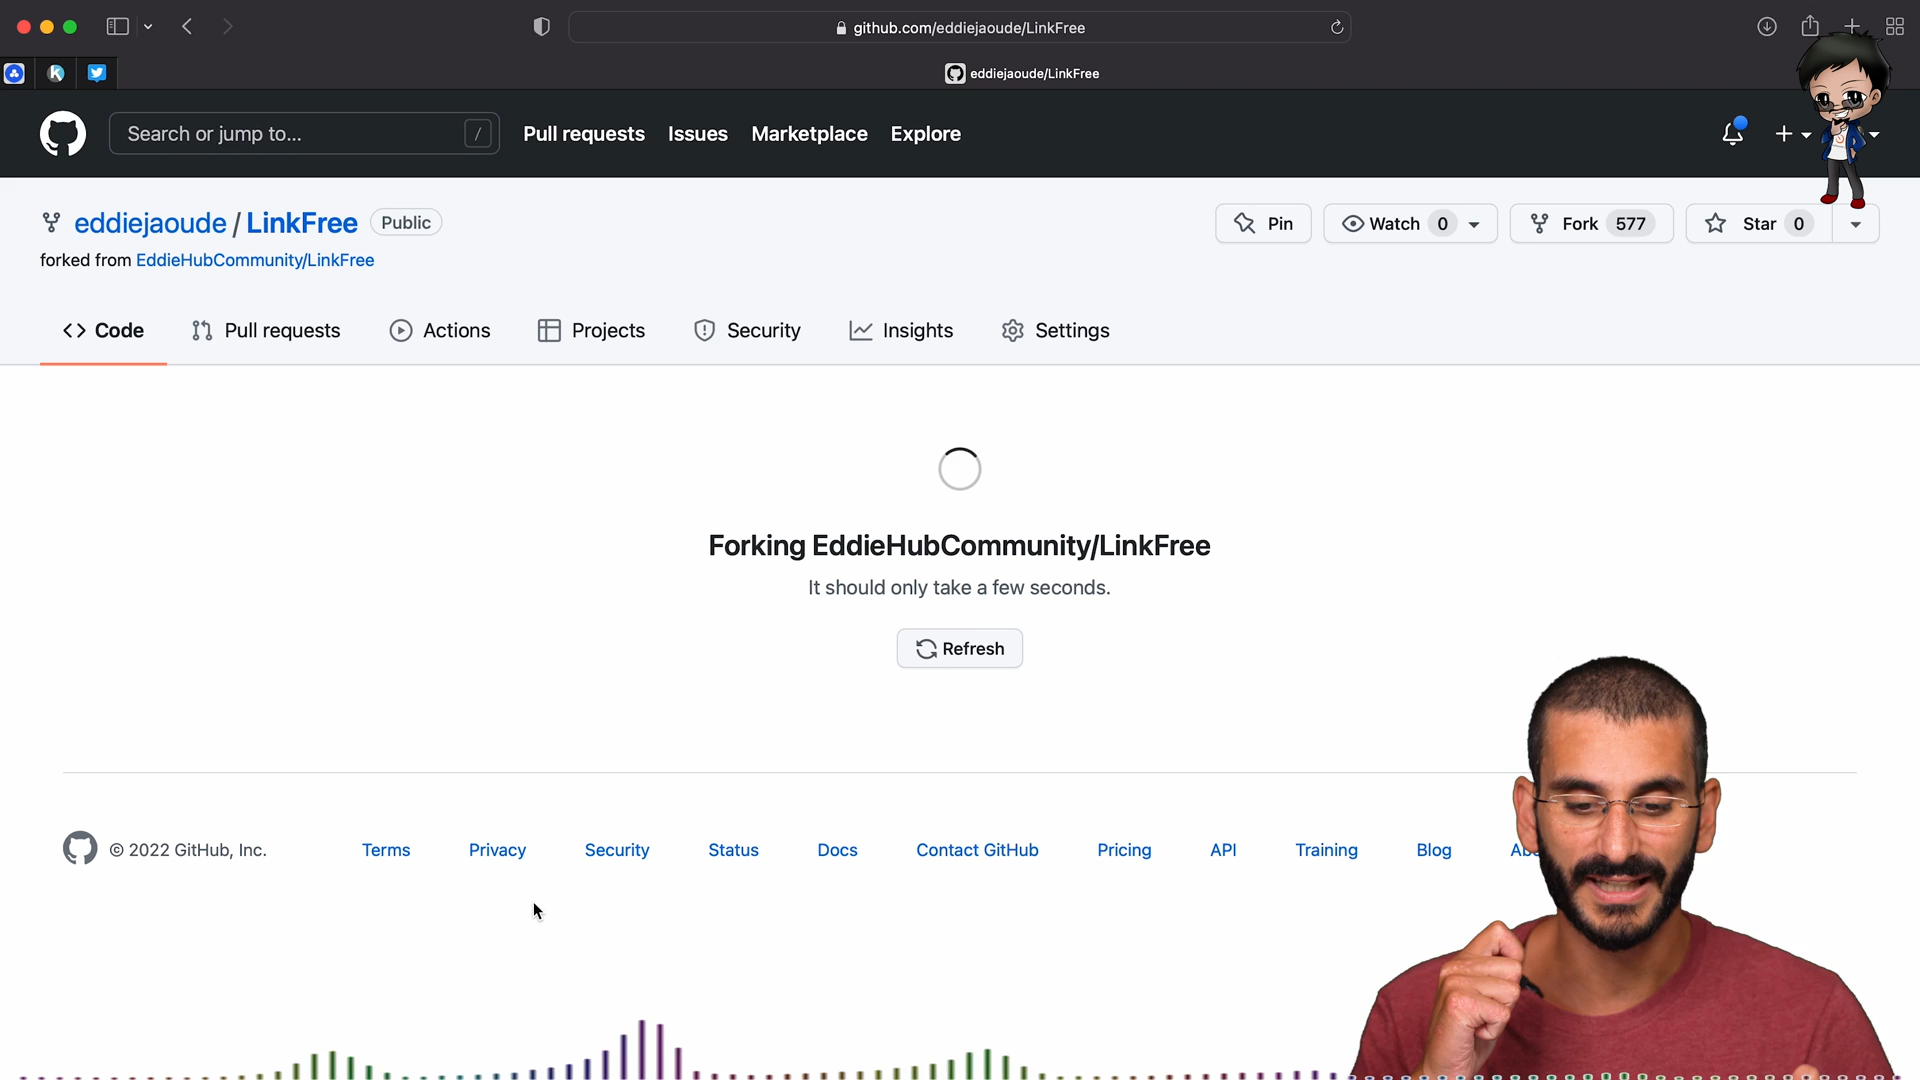 github.com/eddiejaoude/LinkFree
eddiejaoude/LinkFree
Search or jump to... /
Pull requests Issues Marketplace Explore
eddiejaoude / LinkFree Public
Pin Watch 0 Fork 577 Star 0
forked from EddieHubCommunity/LinkFree
Code Pull requests Actions Projects Security Insights Settings
Forking EddieHubCommunity/LinkFree
It should only take a few seconds.
Refresh
© 2022 GitHub, Inc. Terms Privacy Security Status Docs Contact GitHub Pricing API Training Blog